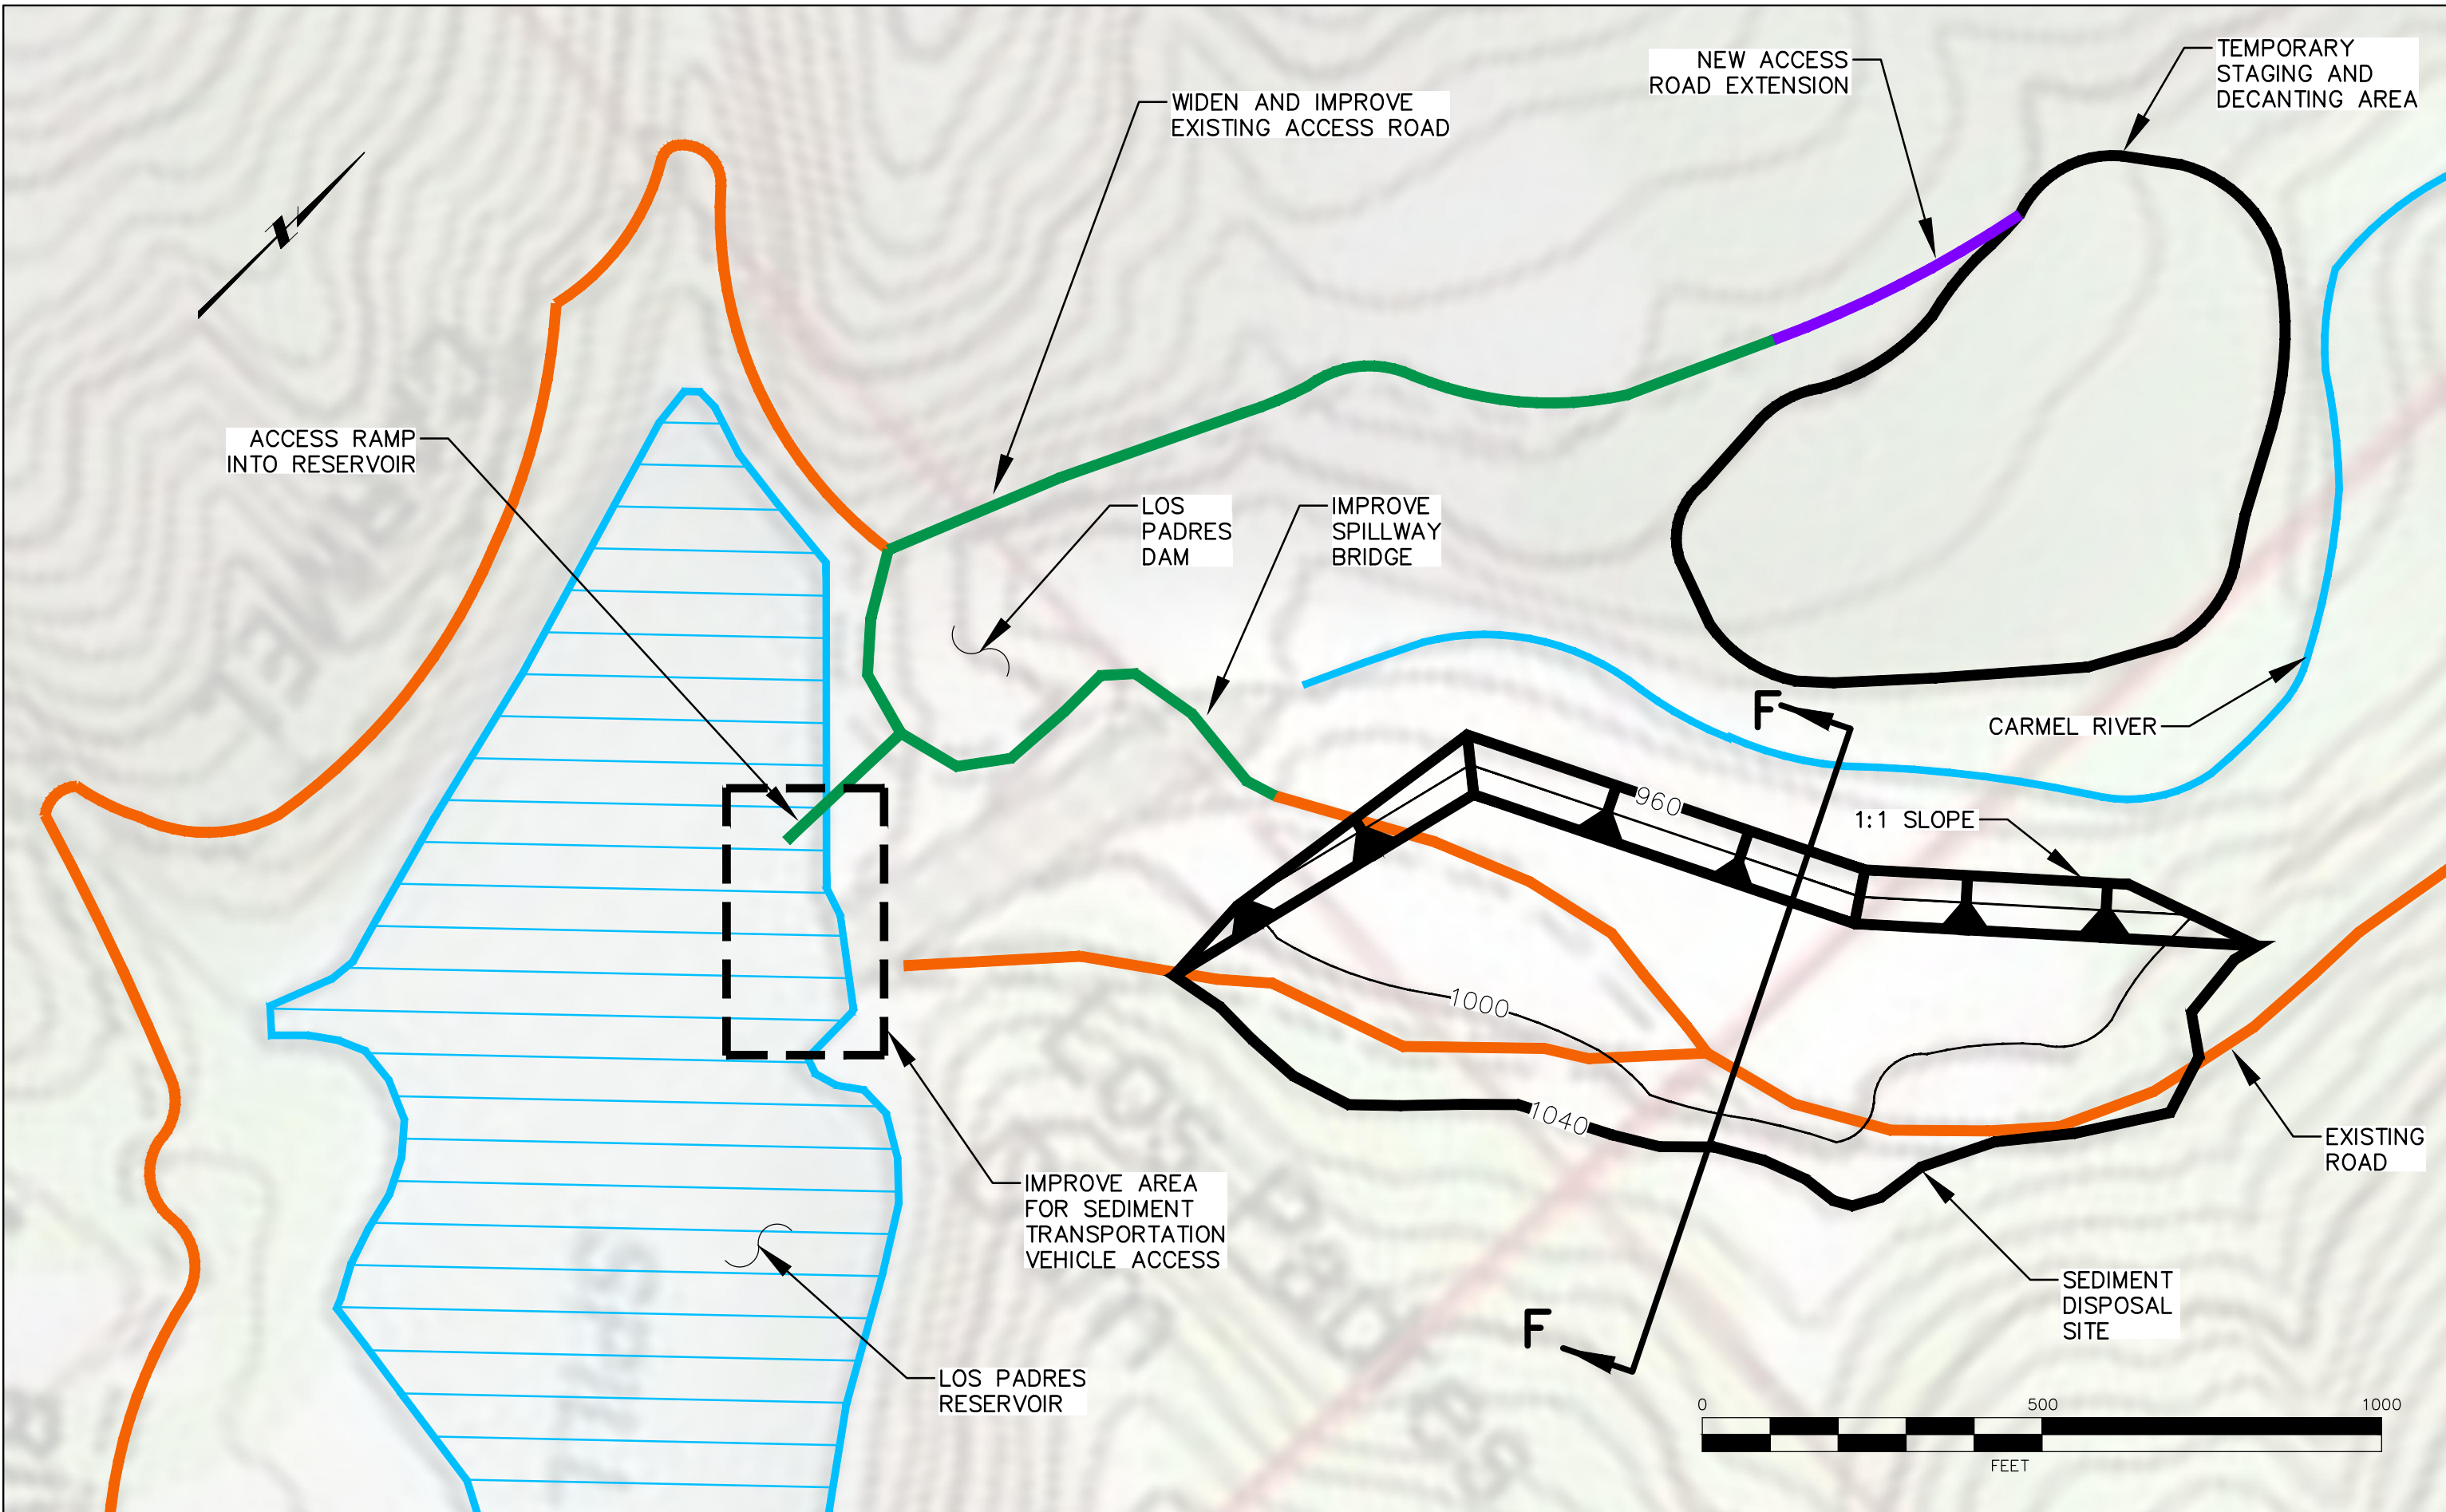 NEW ACCESS
ROAD EXTENSION
TEMPORARY
STAGING AND
DECANTING AREA
WIDEN AND IMPROVE
EXISTING ACCESS ROAD
N
ACCESS RAMP
INTO RESERVOIR
LOS
PADRES
DAM
IMPROVE
SPILLWAY
BRIDGE
F
CARMEL RIVER
960
1:1 SLOPE
1000
1040
EXISTING
ROAD
IMPROVE AREA
FOR SEDIMENT
TRANSPORTATION
VEHICLE ACCESS
SEDIMENT
DISPOSAL
SITE
F
LOS PADRES
RESERVOIR
0 500 1000
FEET